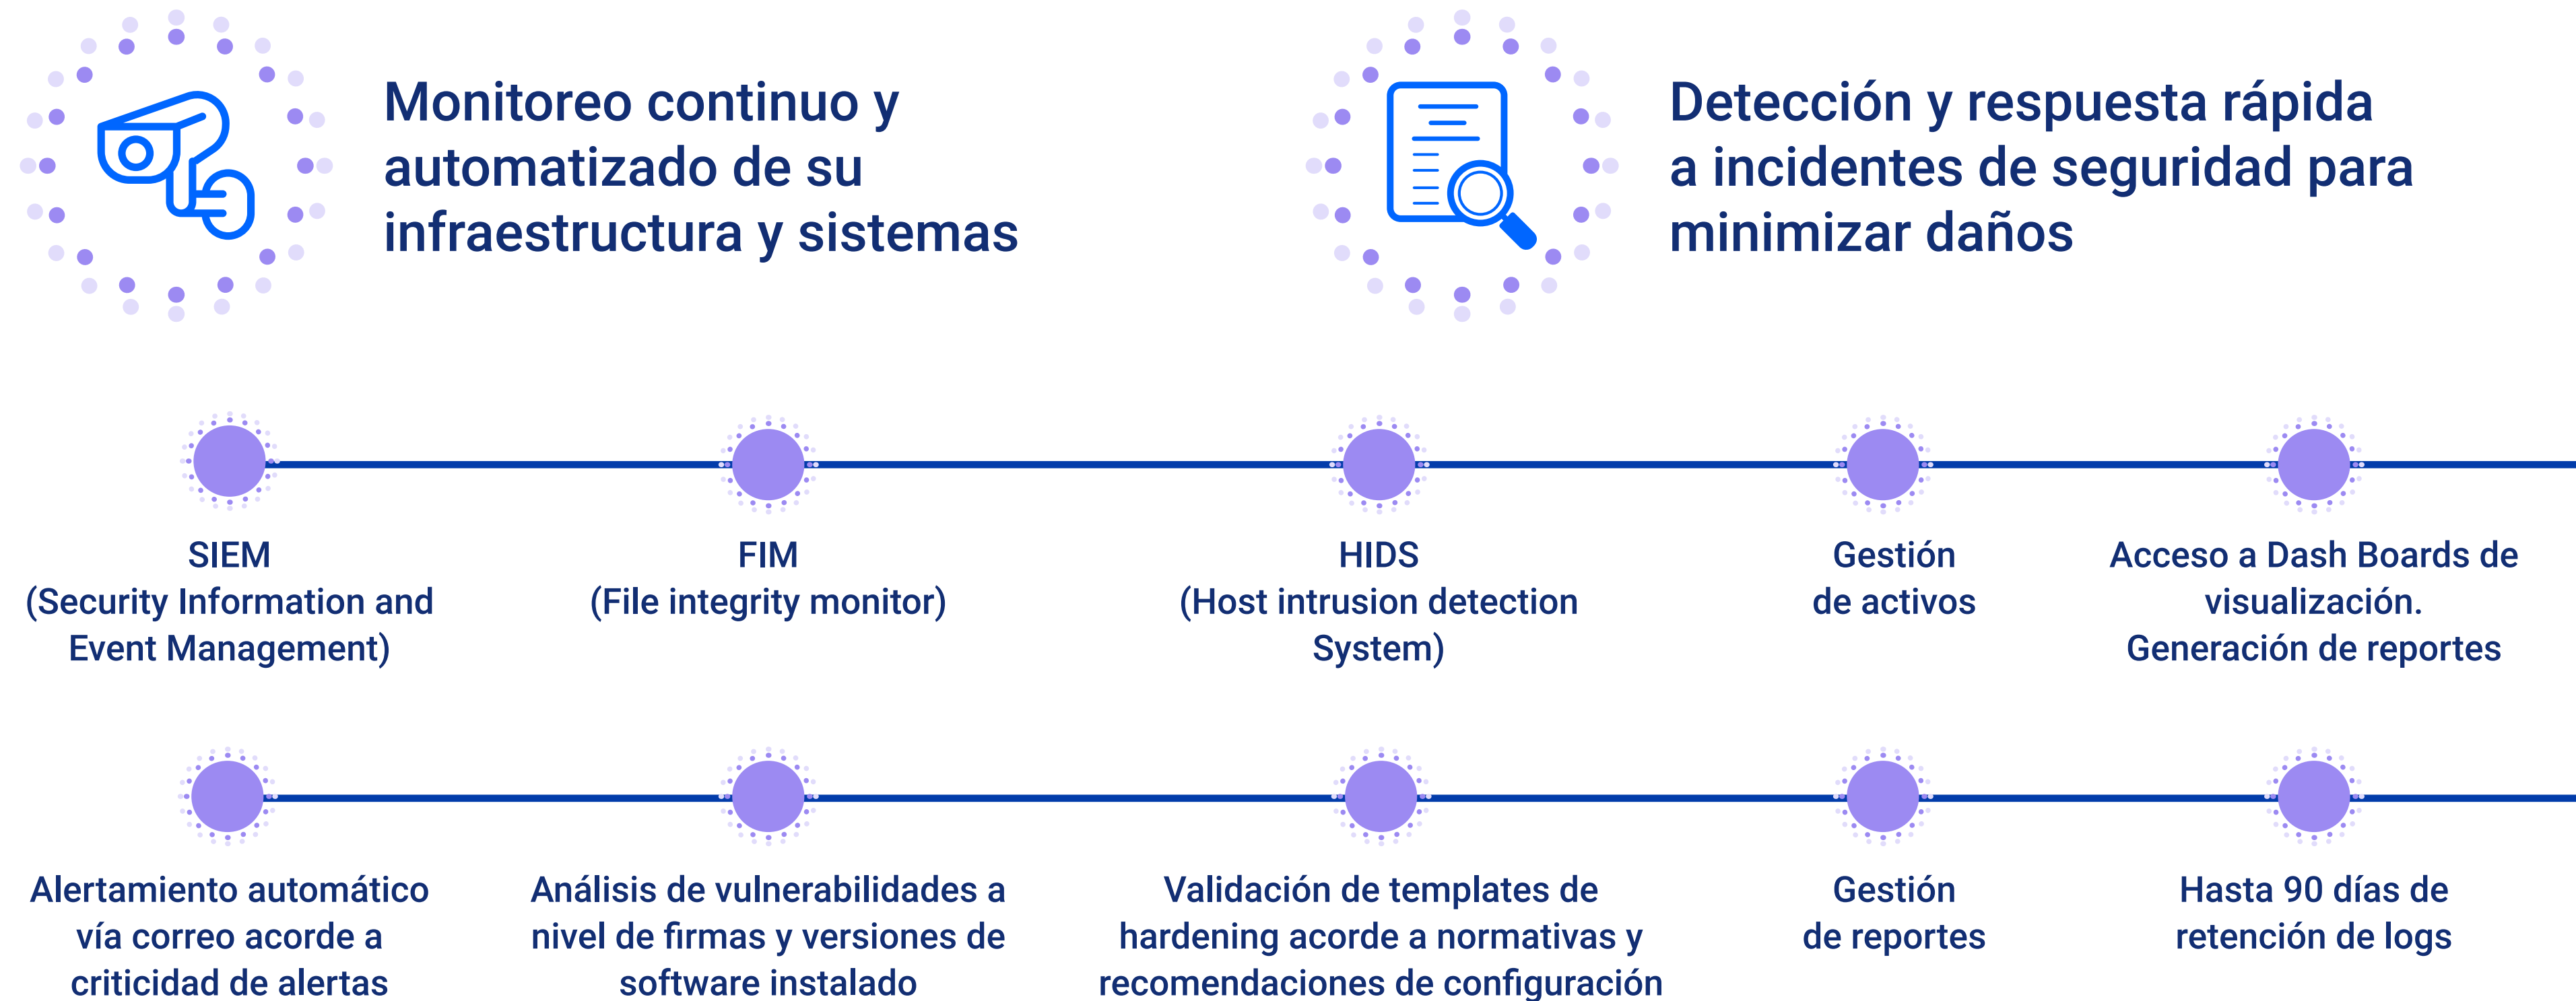 Monitoreo continuo y
automatizado de su
infraestructura y sistemas
Detección y respuesta rápida
a incidentes de seguridad para
minimizar daños
SIEM
(Security Information and
Event Management)
FIM
(File integrity monitor)
HIDS
(Host intrusion detection
System)
Gestión
de activos
Acceso a Dash Boards de
visualización.
Generación de reportes
Alertamiento automático
vía correo acorde a
criticidad de alertas
Análisis de vulnerabilidades a
nivel de firmas y versiones de
software instalado
Validación de templates de
hardening acorde a normativas y
recomendaciones de configuración
Gestión
de reportes
Hasta 90 días de
retención de logs